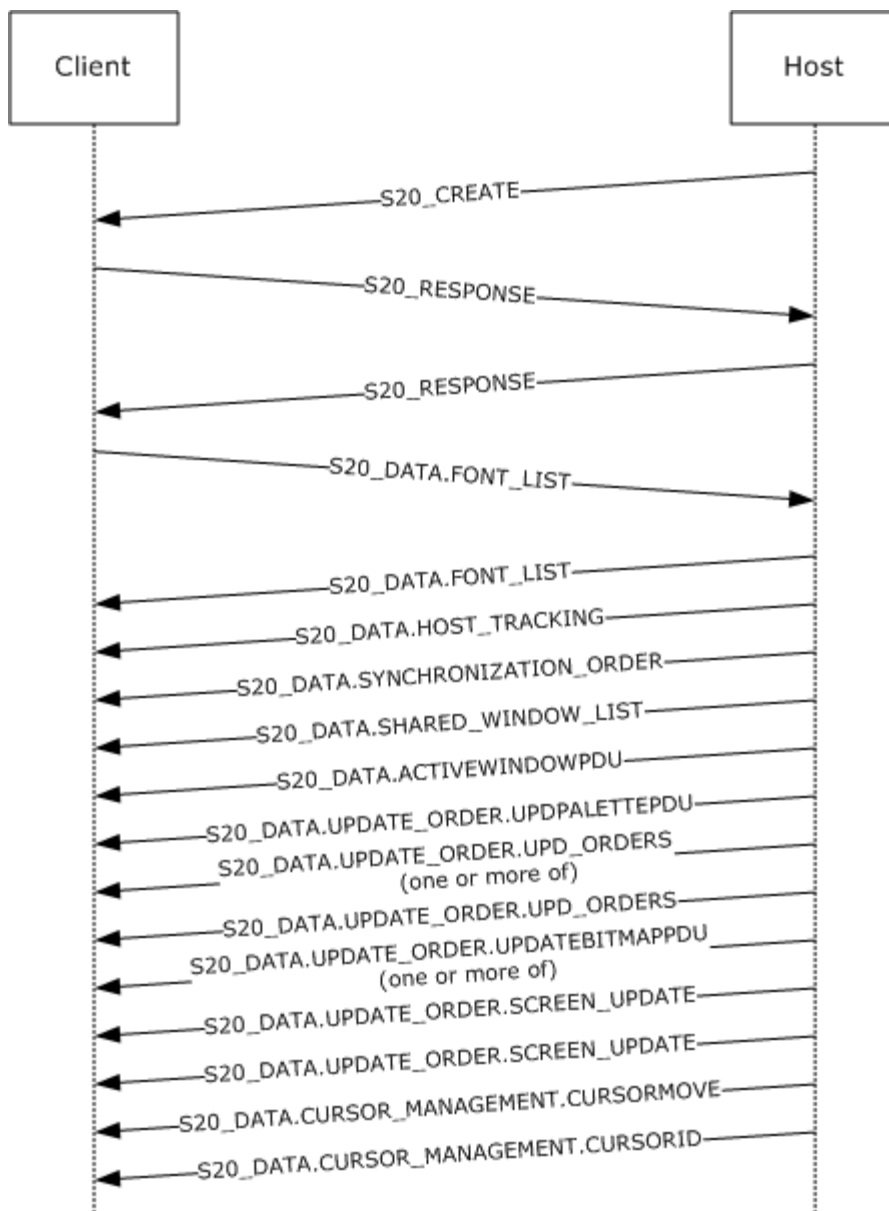 Client
Host
S20_CREATE
S20_RESPONSE
S20_RESPONSE
S20_DATA.FONT_LIST
S20_DATA.FONT_LIST
S20_DATA.HOST_TRACKING
S20_DATA.SYNCHRONIZATION_ORDER
S20_DATA.SHARED_WINDOW_LIST
S20_DATA.ACTIVEWINDOWPDU
S20_DATA.UPDATE_ORDER.UPDPALETTEPDU
S20_DATA.UPDATE_ORDER.UPD_ORDERS
(one or more of)
S20_DATA.UPDATE_ORDER.UPD_ORDERS
S20_DATA.UPDATE_ORDER.UPDATEBITMAPPDU
(one or more of)
S20_DATA.UPDATE_ORDER.SCREEN_UPDATE
S20_DATA.UPDATE_ORDER.SCREEN_UPDATE
S20_DATA.CURSOR_MANAGEMENT.CURSORMOVE
S20_DATA.CURSOR_MANAGEMENT.CURSORID